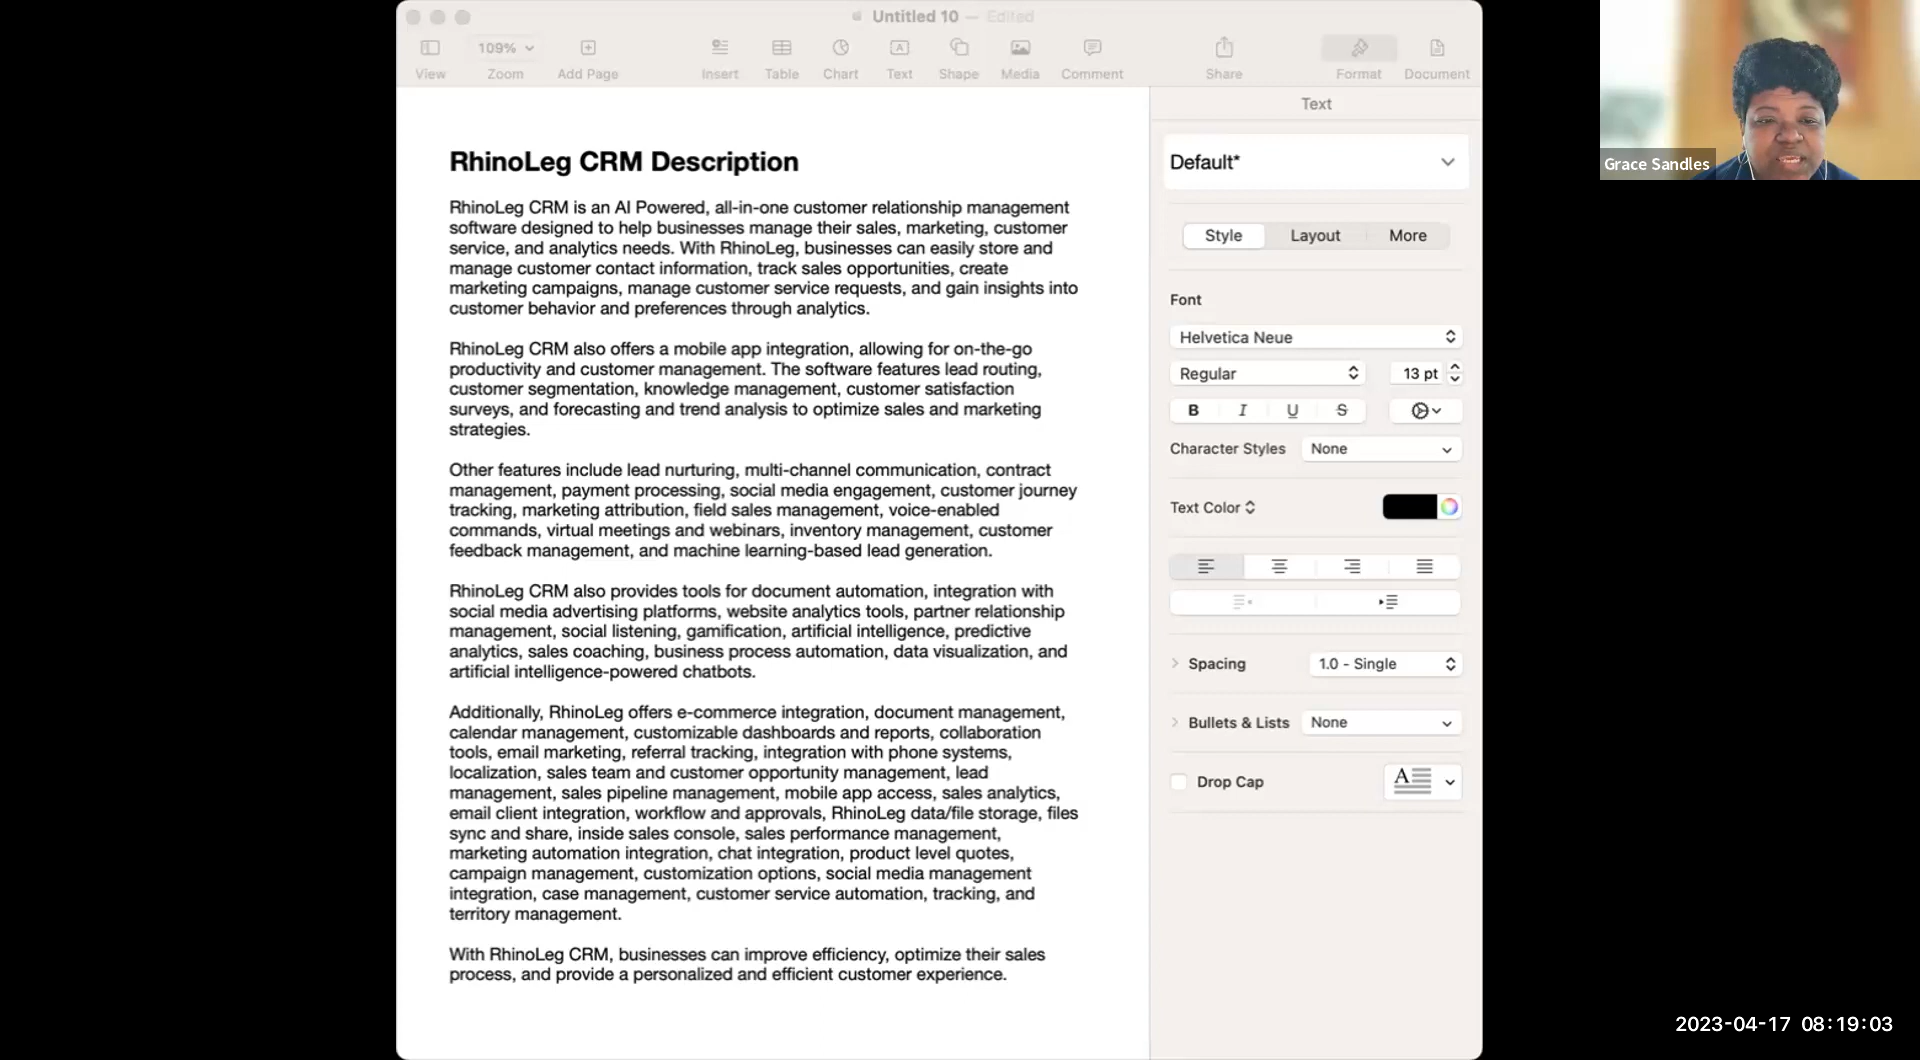 Untitled 10 — Edited
View
109%
Zoom
Add Page
Insert
Table
Chart
Text
Shape
Media
Comment
Share
Format
Document
RhinoLeg CRM Description
RhinoLeg CRM is an AI Powered, all-in-one customer relationship management
software designed to help businesses manage their sales, marketing, customer
service, and analytics needs. With RhinoLeg, businesses can easily store and
manage customer contact information, track sales opportunities, create
marketing campaigns, manage customer service requests, and gain insights into
customer behavior and preferences through analytics.
RhinoLeg CRM also offers a mobile app integration, allowing for on-the-go
productivity and customer management. The software features lead routing,
customer segmentation, knowledge management, customer satisfaction
surveys, and forecasting and trend analysis to optimize sales and marketing
strategies.
Other features include lead nurturing, multi-channel communication, contract
management, payment processing, social media engagement, customer journey
tracking, marketing attribution, field sales management, voice-enabled
commands, virtual meetings and webinars, inventory management, customer
feedback management, and machine learning-based lead generation.
RhinoLeg CRM also provides tools for document automation, integration with
social media advertising platforms, website analytics tools, partner relationship
management, social listening, gamification, artificial intelligence, predictive
analytics, sales coaching, business process automation, data visualization, and
artificial intelligence-powered chatbots.
Additionally, RhinoLeg offers e-commerce integration, document management,
calendar management, customizable dashboards and reports, collaboration
tools, email marketing, referral tracking, integration with phone systems,
localization, sales team and customer opportunity management, lead
management, sales pipeline management, mobile app access, sales analytics,
email client integration, workflow and approvals, RhinoLeg data/file storage, files
sync and share, inside sales console, sales performance management,
marketing automation integration, chat integration, product level quotes,
campaign management, customization options, social media management
integration, case management, customer service automation, tracking, and
territory management.
With RhinoLeg CRM, businesses can improve efficiency, optimize their sales
process, and provide a personalized and efficient customer experience.
Text
Default*
Style
Layout
More
Font
Helvetica Neue
Regular
13 pt
B I U S
Character Styles
None
Text Color
Spacing
1.0 - Single
Bullets & Lists
None
Drop Cap
A
Grace Sandles
2023-04-17 08:19:03